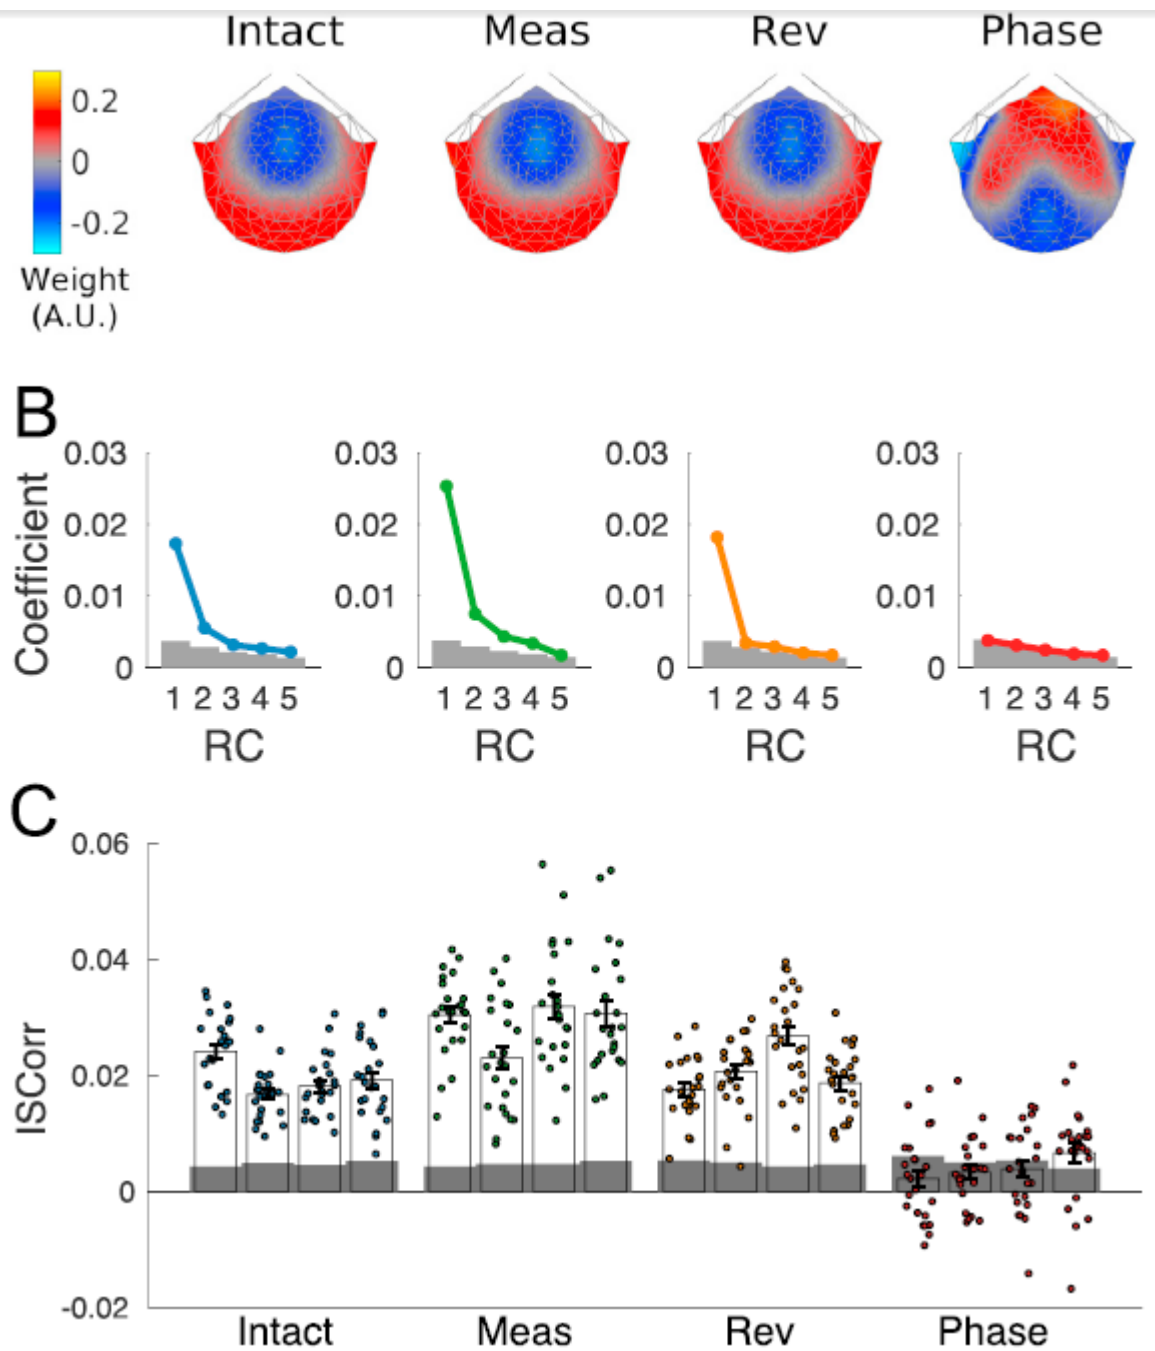 Intact Meas Rev Phase
0.2
0
-0.2
Weight
(A.U.)
B
Coefficient
0.03 0.03 0.03 0.03
0.02 0.02 0.02 0.02
0.01 0.01 0.01 0.01
0 0 0 0
1 2 3 4 5 1 2 3 4 5 1 2 3 4 5 1 2 3 4 5
RC RC RC RC
C
ISCorr
0.06
0.04
0.02
0
-0.02
Intact Meas Rev Phase